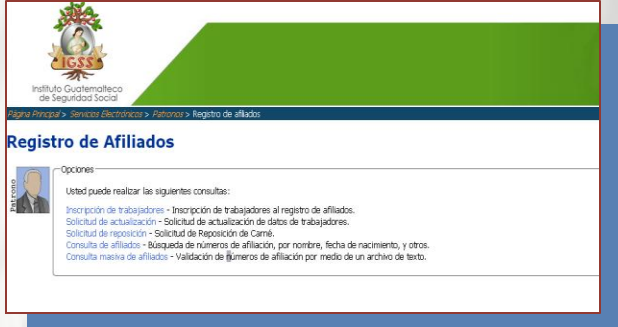 IGSS
Instituto Guatemalteco
de Seguridad Social
Página Principal > Servicios Electrónicos > Patronos > Registro de afiliados
Registro de Afiliados
Patrono
Opciones
Usted puede realizar las siguientes consultas:
Inscripción de trabajadores - Inscripción de trabajadores al registro de afiliados.
Solicitud de actualización - Solicitud de actualización de datos de trabajadores.
Solicitud de reposición - Solicitud de Reposición de Carné.
Consulta de afiliados - Búsqueda de números de afiliación, por nombre, fecha de nacimiento, y otros.
Consulta masiva de afiliados - Validación de números de afiliación por medio de un archivo de texto.